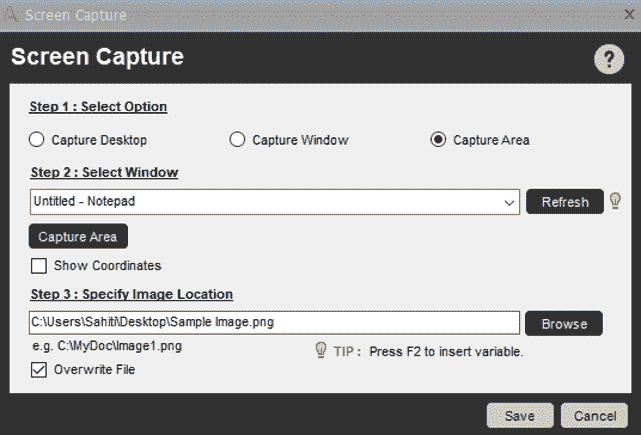 Screen Capture
Screen Capture
Step 1 : Select Option
Capture Desktop Capture Window Capture Area
Step 2 : Select Window
Untitled - Notepad Refresh
Capture Area
Show Coordinates
Step 3 : Specify Image Location
C:\Users\Sahiti\Desktop\Sample Image.png Browse
e.g. C:\MyDoc\Image1.png TIP : Press F2 to insert variable.
Overwrite File
Save Cancel